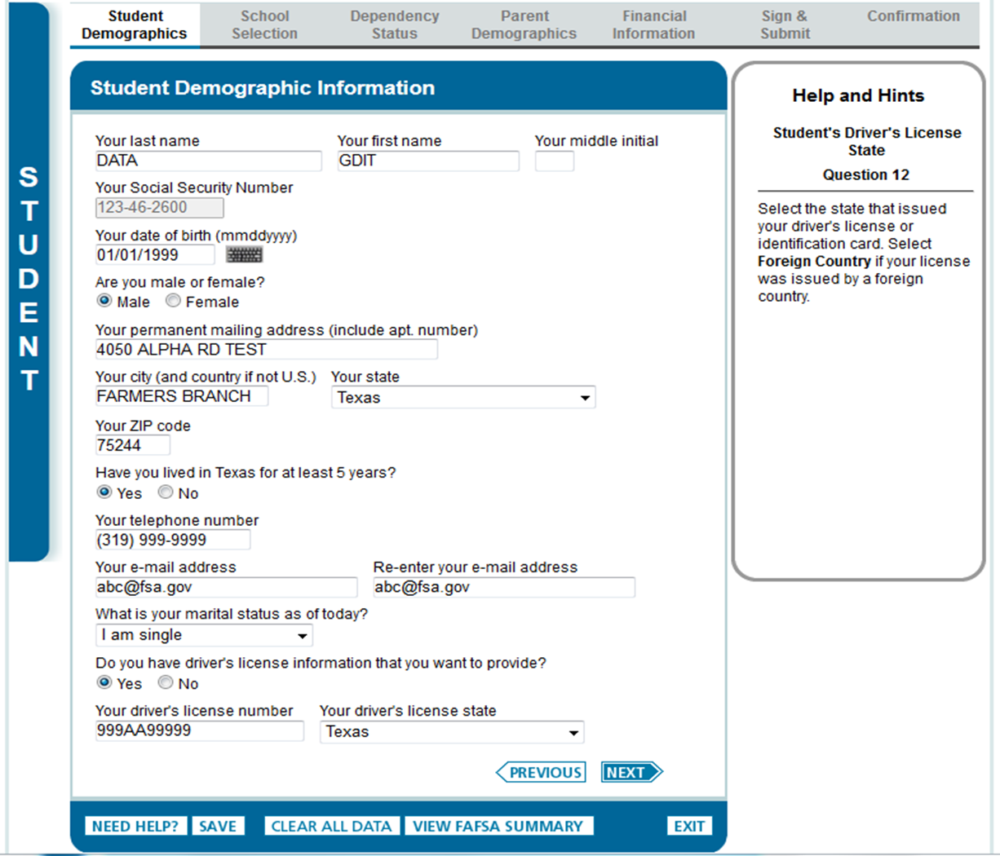 Student Demographics
School Selection
Dependency Status
Parent Demographics
Financial Information
Sign & Submit
Confirmation
STUDENT
Student Demographic Information
Your last name Your first name Your middle initial
DATA GDIT
Your Social Security Number
123-46-2600
Your date of birth (mmddyyyy)
01/01/1999
Are you male or female?
Male Female
Your permanent mailing address (include apt. number)
4050 ALPHA RD TEST
Your city (and country if not U.S.) Your state
FARMERS BRANCH Texas
Your ZIP code
75244
Have you lived in Texas for at least 5 years?
Yes No
Your telephone number
(319) 999-9999
Your e-mail address Re-enter your e-mail address
abc@fsa.gov abc@fsa.gov
What is your marital status as of today?
I am single
Do you have driver's license information that you want to provide?
Yes No
Your driver's license number Your driver's license state
999AA99999 Texas
PREVIOUS NEXT
NEED HELP? SAVE CLEAR ALL DATA VIEW FAFSA SUMMARY EXIT
Help and Hints
Student's Driver's License
State
Question 12
Select the state that issued
your driver's license or
identification card. Select
Foreign Country if your license
was issued by a foreign
country.